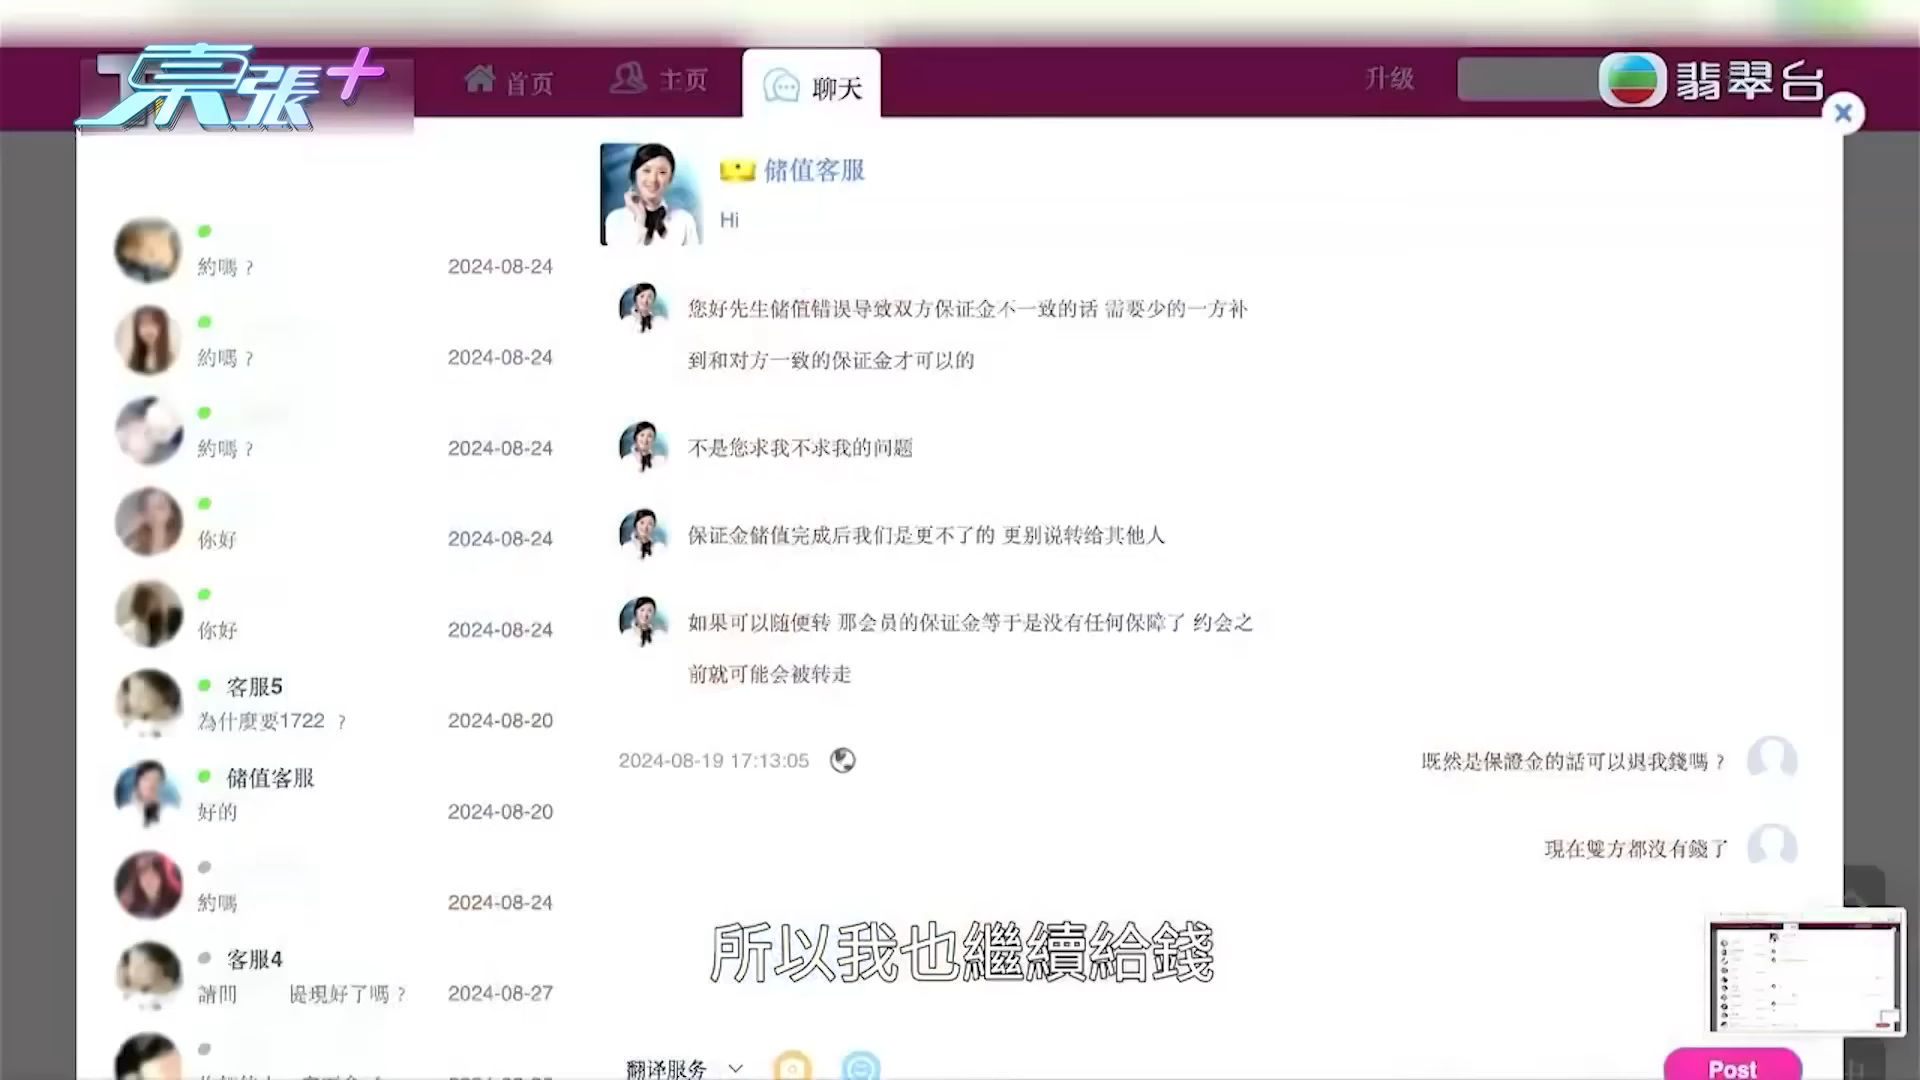 東張+
首页
主页
聊天
升级
翡翠台
储值客服
Hi
約嗎？
2024-08-24
約嗎？
2024-08-24
約嗎？
2024-08-24
你好
2024-08-24
你好
2024-08-24
客服5
為什麼要1722 ？
2024-08-20
储值客服
好的
2024-08-20
約嗎
2024-08-24
客服4
請問 是現好了嗎？
2024-08-27
您好先生储值错误导致双方保证金不一致的话 需要少的一方补
到和对方一致的保证金才可以的
不是您求我不求我的问题
保证金储值完成后我们是更不了的 更别说转给其他人
如果可以随便转 那会员的保证金等于是没有任何保障了 约会之
前就可能会被转走
2024-08-19 17:13:05
既然是保證金的話可以退我錢嗎？
現在雙方都沒有錢了
所以我也繼續給錢
翻译服务
Post